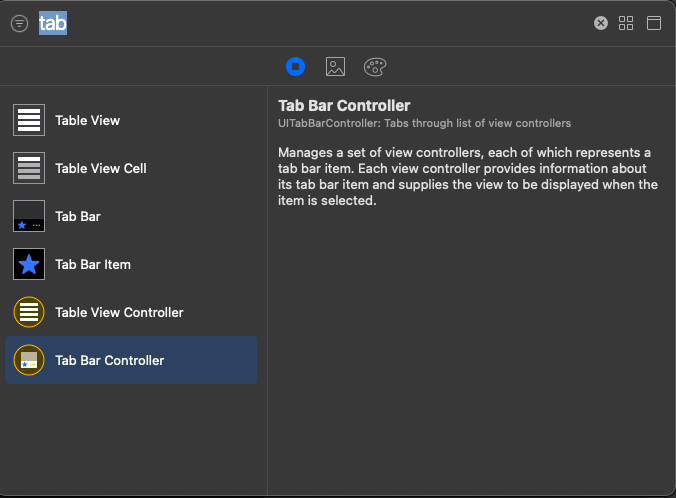 tab
Table View
Table View Cell
Tab Bar
Tab Bar Item
Table View Controller
Tab Bar Controller
Tab Bar Controller
UITabBarController: Tabs through list of view controllers
Manages a set of view controllers, each of which represents a
tab bar item. Each view controller provides information about
its tab bar item and supplies the view to be displayed when the
item is selected.